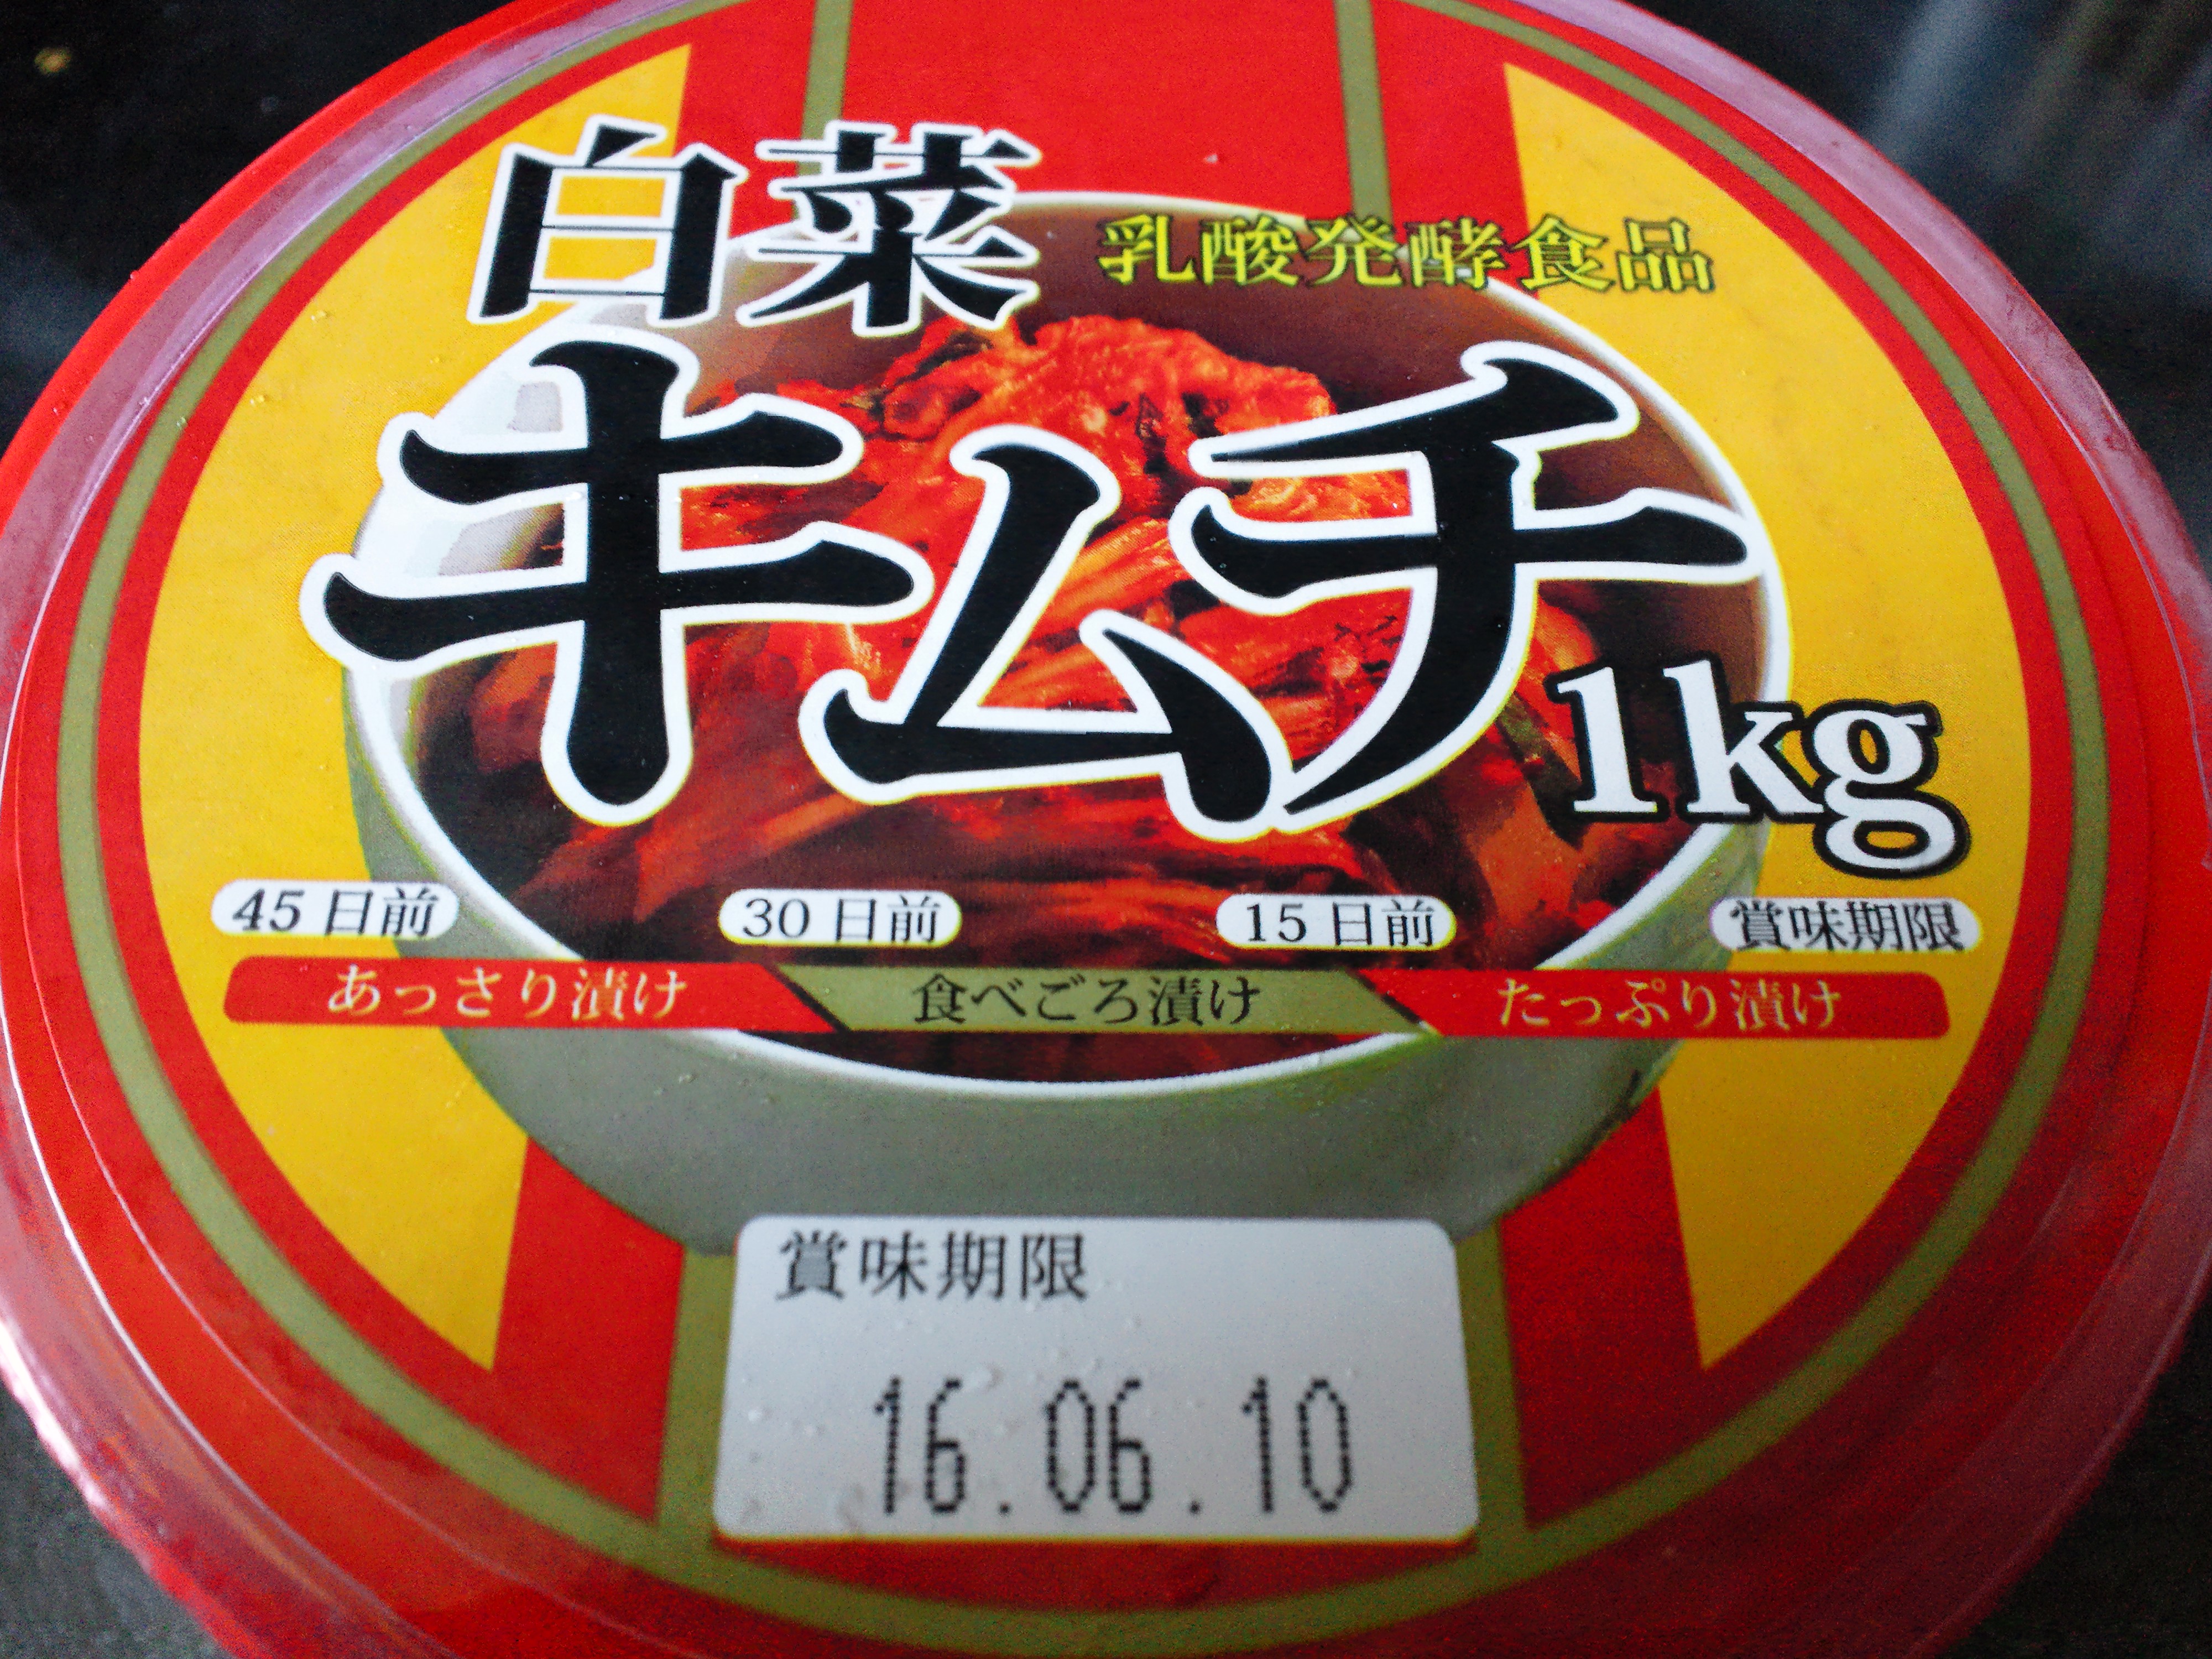 白菜
乳酸発酵食品
キムチ
1kg
45日前 30日前 15日前 賞味期限
あっさり漬け 食べごろ漬け たっぷり漬け
賞味期限
16.06.10